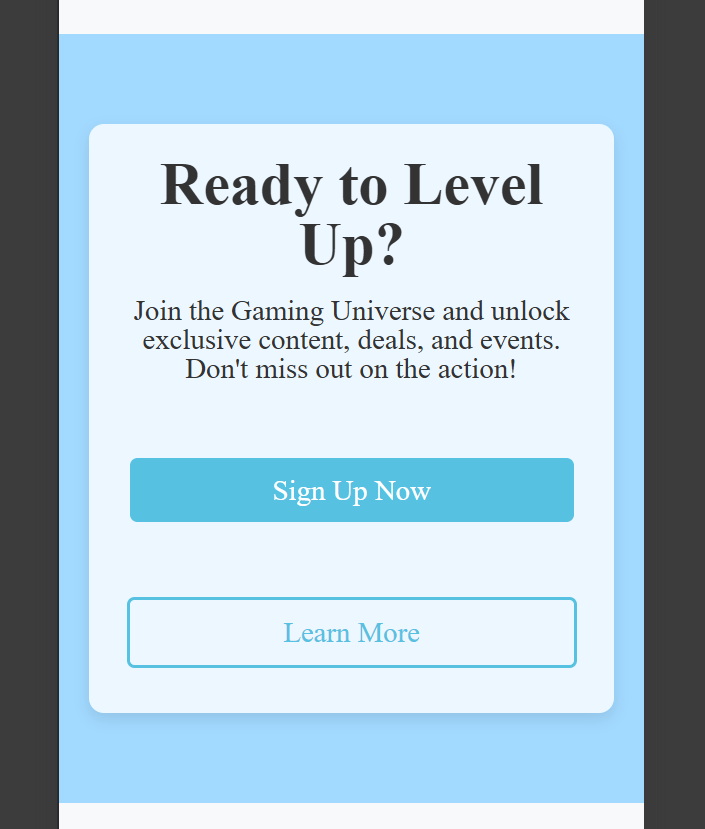 Ready to Level
Up?
Join the Gaming Universe and unlock
exclusive content, deals, and events.
Don't miss out on the action!
Sign Up Now
Learn More